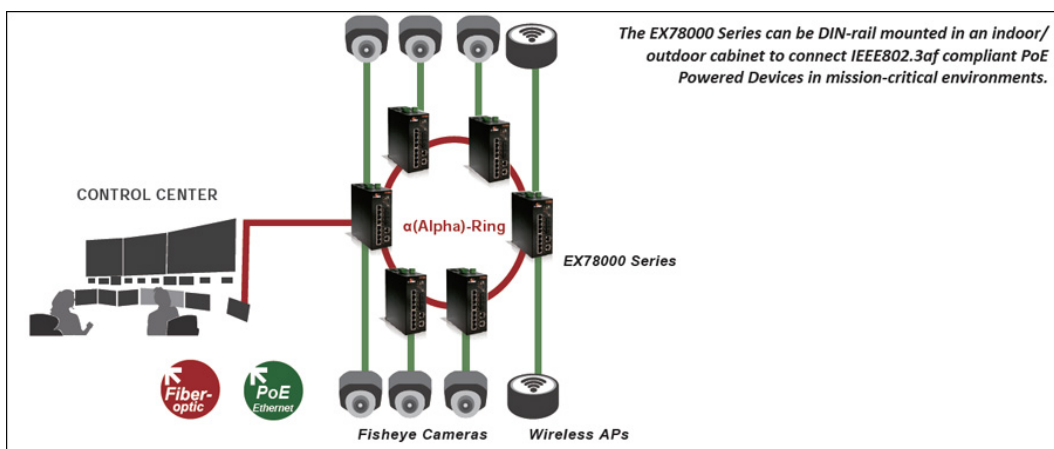 The EX78000 Series can be DIN-rail mounted in an indoor/
outdoor cabinet to connect IEEE802.3af compliant PoE
Powered Devices in mission-critical environments.
CONTROL CENTER
α(Alpha)-Ring
EX78000 Series
Fiber-
optic
PoE
Ethernet
Fisheye Cameras
Wireless APs